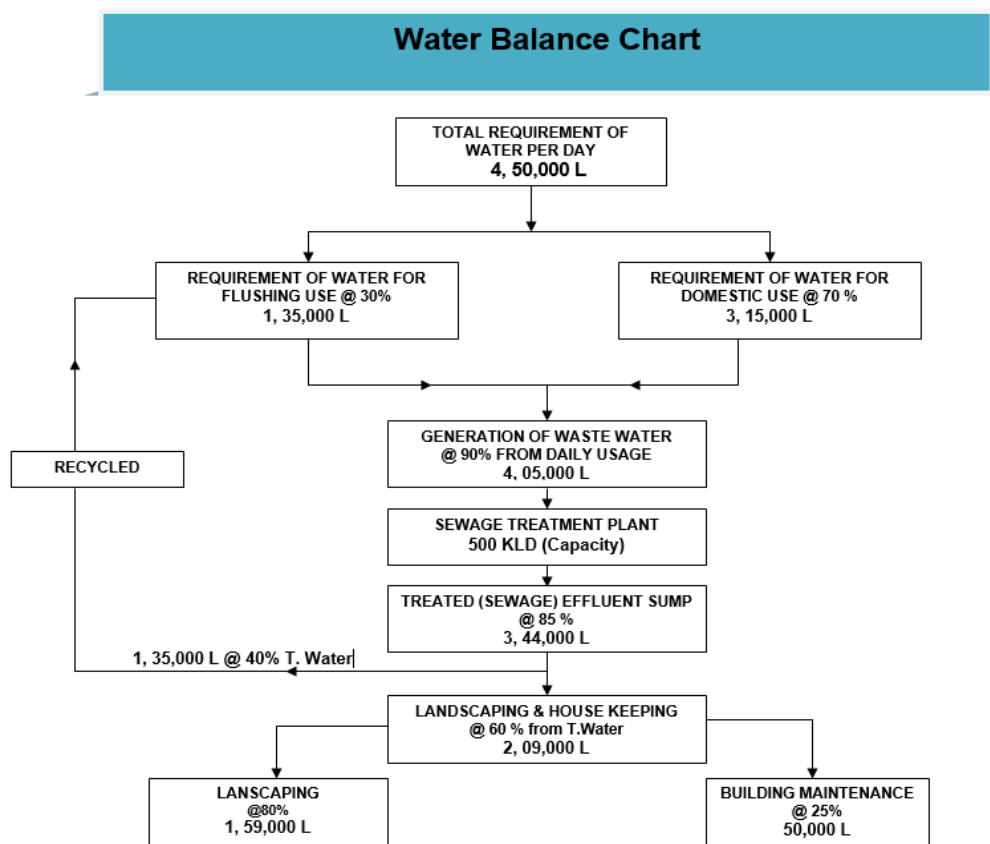 Water Balance Chart
TOTAL REQUIREMENT OF
WATER PER DAY
4, 50,000 L
REQUIREMENT OF WATER FOR
FLUSHING USE @ 30%
1, 35,000 L
REQUIREMENT OF WATER FOR
DOMESTIC USE @ 70 %
3, 15,000 L
GENERATION OF WASTE WATER
@ 90% FROM DAILY USAGE
4, 05,000 L
RECYCLED
SEWAGE TREATMENT PLANT
500 KLD (Capacity)
TREATED (SEWAGE) EFFLUENT SUMP
@ 85 %
3, 44,000 L
1, 35,000 L @ 40% T. Water
LANDSCAPING & HOUSE KEEPING
@ 60 % from T.Water
2, 09,000 L
LANSCAPING
@80%
1, 59,000 L
BUILDING MAINTENANCE
@ 25%
50,000 L